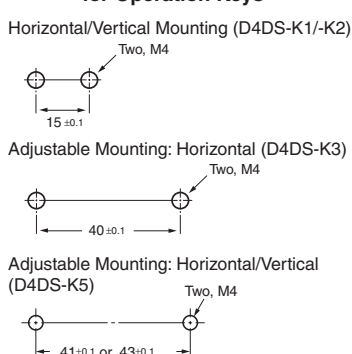 for Operation Keys
Horizontal/Vertical Mounting (D4DS-K1/-K2)
Two, M4
15±0.1
Adjustable Mounting: Horizontal (D4DS-K3)
Two, M4
40±0.1
Adjustable Mounting: Horizontal/Vertical
(D4DS-K5)
Two, M4
41±0.1 or 43±0.1